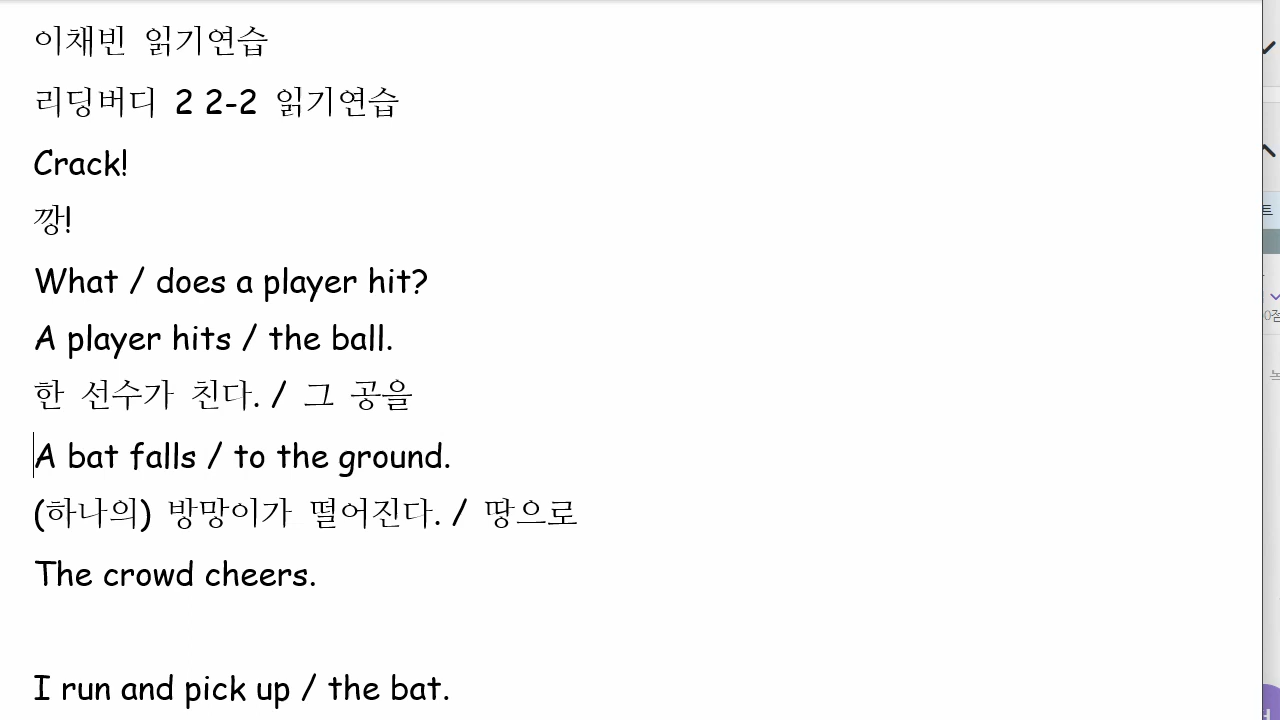 이채빈 읽기연습
리딩버디 2 2-2 읽기연습
Crack!
깡!
What / does a player hit?
A player hits / the ball.
한 선수가 친다. / 그 공을
A bat falls / to the ground.
(하나의) 방망이가 떨어진다. / 땅으로
The crowd cheers.
I run and pick up / the bat.
트
0점